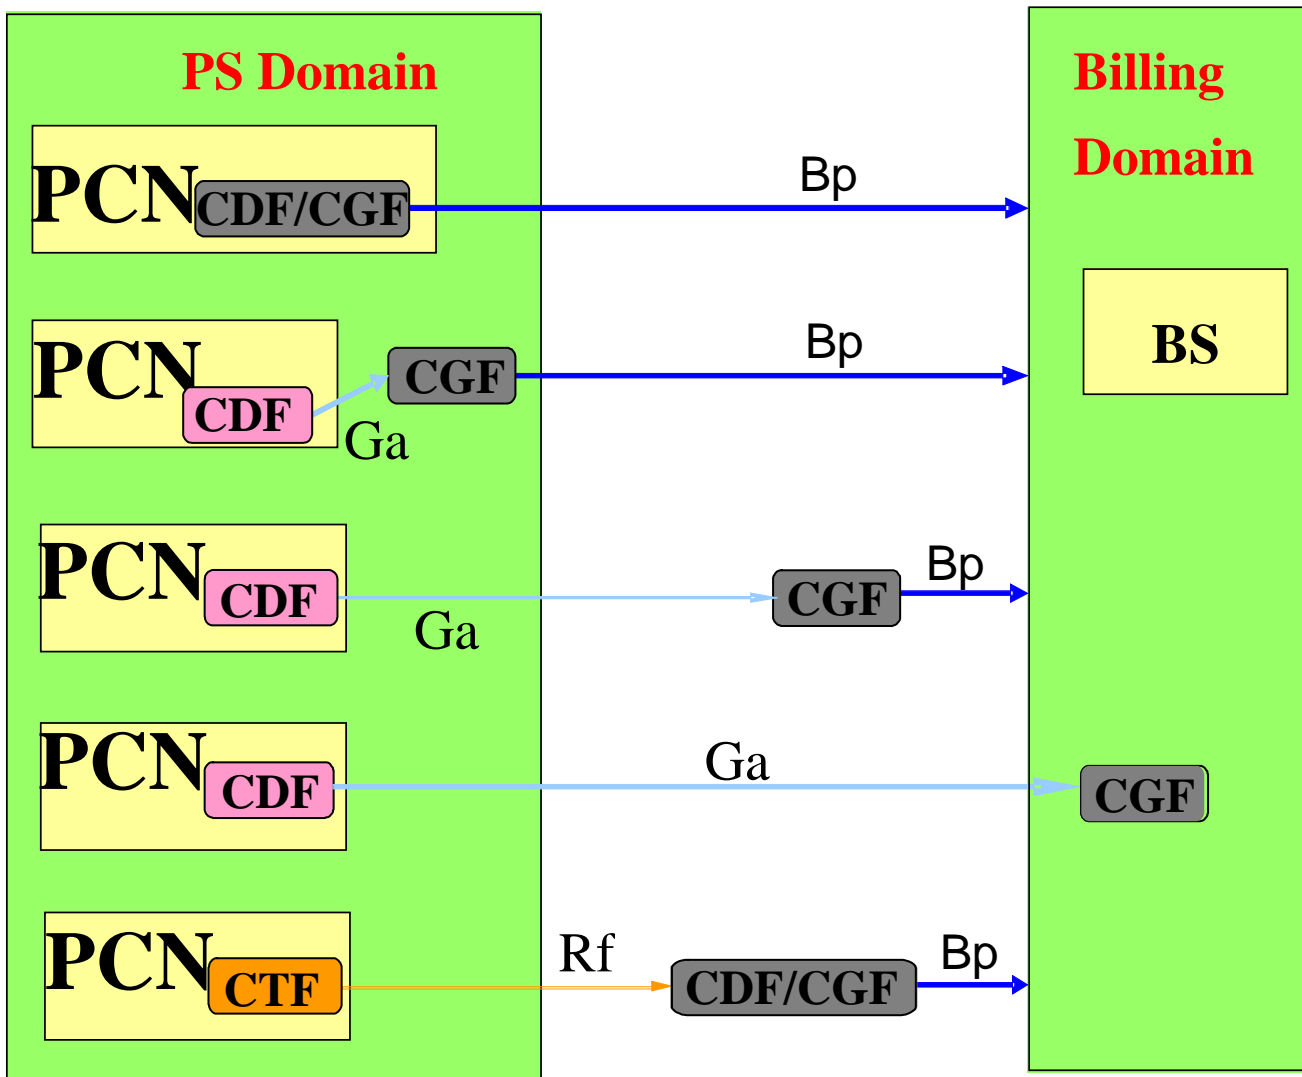 PS Domain
Billing
Domain
PCN
CDF/CGF
Bp
BS
PCN
CDF
Ga
CGF
Bp
PCN
CDF
Ga
CGF
Bp
PCN
CDF
Ga
CGF
PCN
CTF
Rf
CDF/CGF
Bp